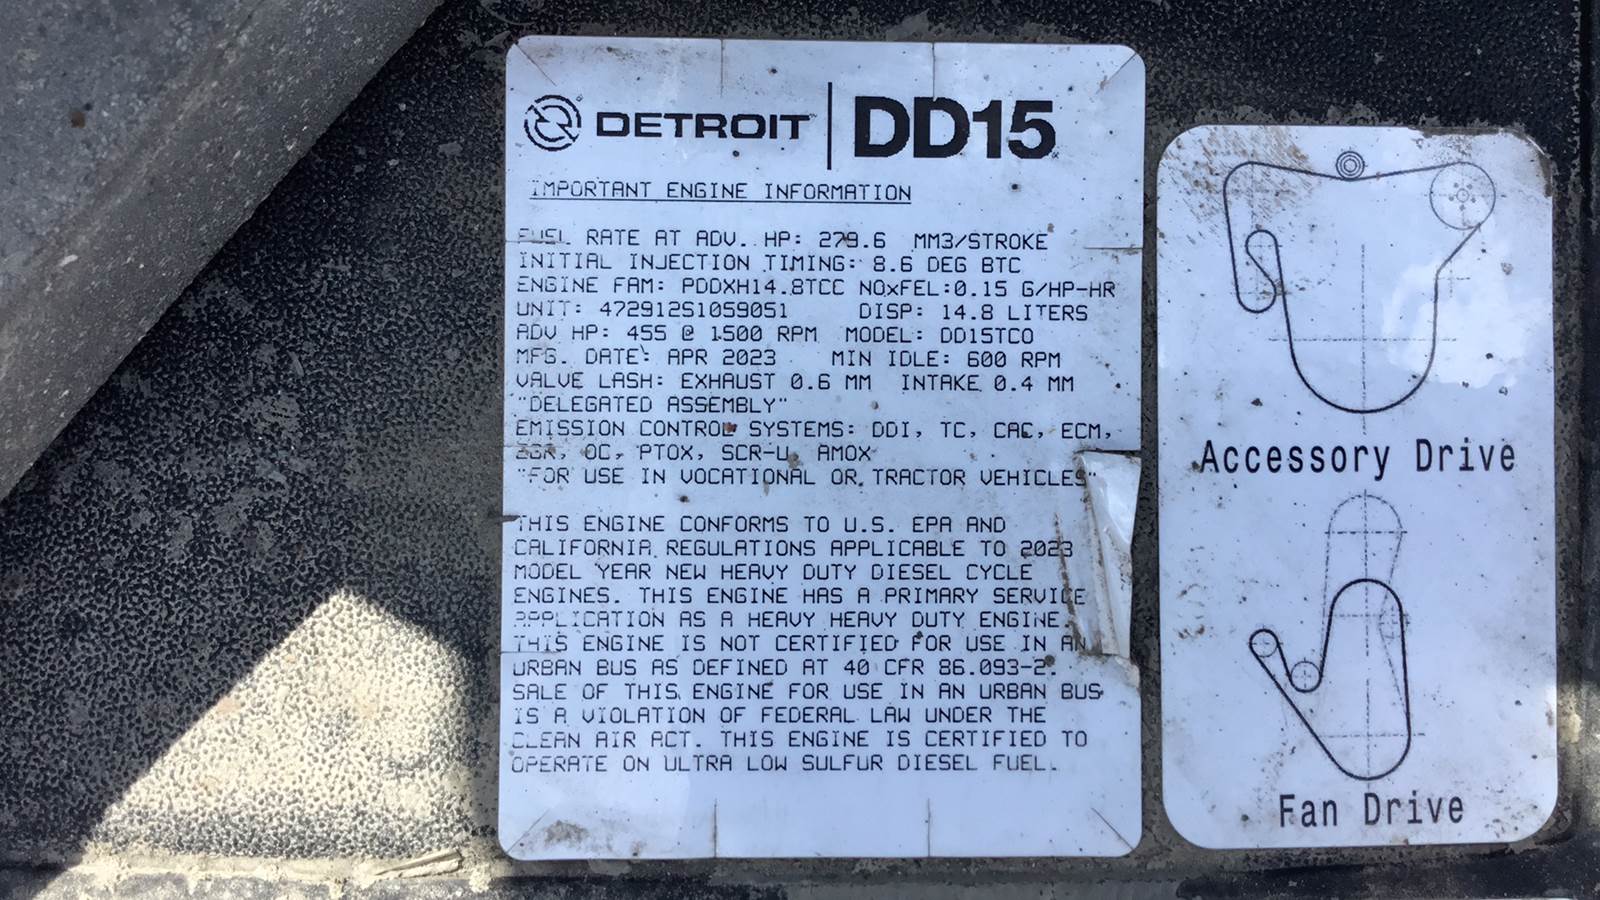 DETROIT DD15
IMPORTANT ENGINE INFORMATION
FUEL RATE AT ADV. HP: 279.6 MM3/STROKE
INITIAL INJECTION TIMING: 8.6 DEG BTC
ENGINE FAM: PDDXH14.8TCC NOxFEL:0.15 G/HP-HR
UNIT: 472912S1059051 DISP: 14.8 LITERS
ADV HP: 455 @ 1500 RPM MODEL: DD15TCO
MFG. DATE: APR 2023 MIN IDLE: 600 RPM
VALVE LASH: EXHAUST 0.6 MM INTAKE 0.4 MM
"DELEGATED ASSEMBLY"
EMISSION CONTROL SYSTEMS: DDI, TC, CAC, ECM,
EGR, OC, PTOX, SCR-U, AMOX
"FOR USE IN VOCATIONAL OR TRACTOR VEHICLES"
THIS ENGINE CONFORMS TO U.S. EPA AND
CALIFORNIA REGULATIONS APPLICABLE TO 2023
MODEL YEAR NEW HEAVY DUTY DIESEL CYCLE
ENGINES. THIS ENGINE HAS A PRIMARY SERVICE
APPLICATION AS A HEAVY HEAVY DUTY ENGINE.
THIS ENGINE IS NOT CERTIFIED FOR USE IN AN
URBAN BUS AS DEFINED AT 40 CFR 86.093-2.
SALE OF THIS ENGINE FOR USE IN AN URBAN BUS
IS A VIOLATION OF FEDERAL LAW UNDER THE
CLEAN AIR ACT. THIS ENGINE IS CERTIFIED TO
OPERATE ON ULTRA LOW SULFUR DIESEL FUEL.
Accessory Drive
Fan Drive